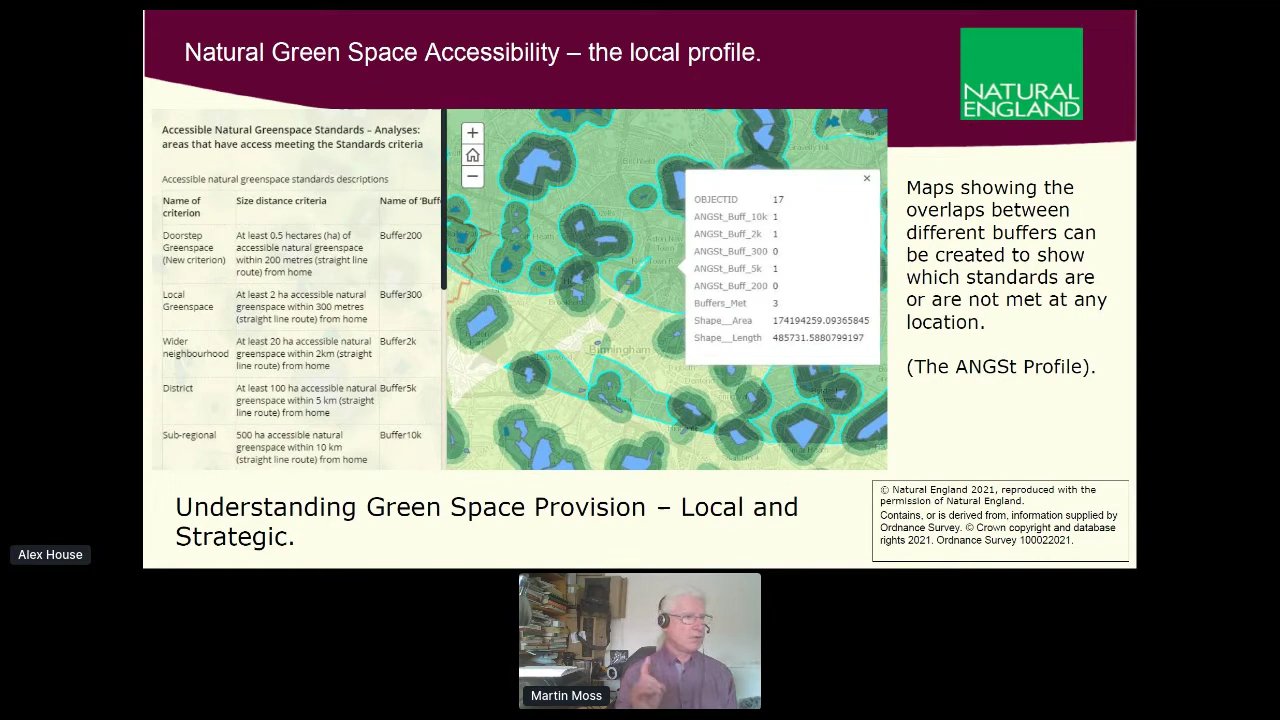 Natural Green Space Accessibility – the local profile.
NATURAL
ENGLAND
Accessible Natural Greenspace Standards – Analyses:
areas that have access meeting the Standards criteria
Accessible natural greenspace standards descriptions
Name of
criterion
Size distance criteria
Name of 'Buff
Doorstep
Greenspace
(New criterion)
At least 0.5 hectares (ha) of
accessible natural greenspace
within 200 metres (straight line
route) from home
Buffer200
Local
Greenspace
At least 2 ha accessible natural
greenspace within 300 metres
(straight line route) from home
Buffer300
Wider
neighbourhood
At least 20 ha accessible natural
greenspace within 2km (straight
line route) from home
Buffer2k
District
At least 100 ha accessible natural
greenspace within 5 km (straight
line route) from home
Buffer5k
Sub-regional
500 ha accessible natural
greenspace within 10 km
(straight line route) from home
Buffer10k
+
−
Birmingham
×
OBJECTID 17
ANGSt_Buff_10k 1
ANGSt_Buff_2k 1
ANGSt_Buff_300 0
ANGSt_Buff_5k 1
ANGSt_Buff_200 0
Buffers_Met 3
Shape__Area 174194259.09365845
Shape__Length 485731.5880799197
Maps showing the
overlaps between
different buffers can
be created to show
which standards are
or are not met at any
location.
(The ANGSt Profile).
Understanding Green Space Provision – Local and
Strategic.
© Natural England 2021, reproduced with the
permission of Natural England.
Contains, or is derived from, information supplied by
Ordnance Survey. © Crown copyright and database
rights 2021. Ordnance Survey 100022021.
Alex House
Martin Moss